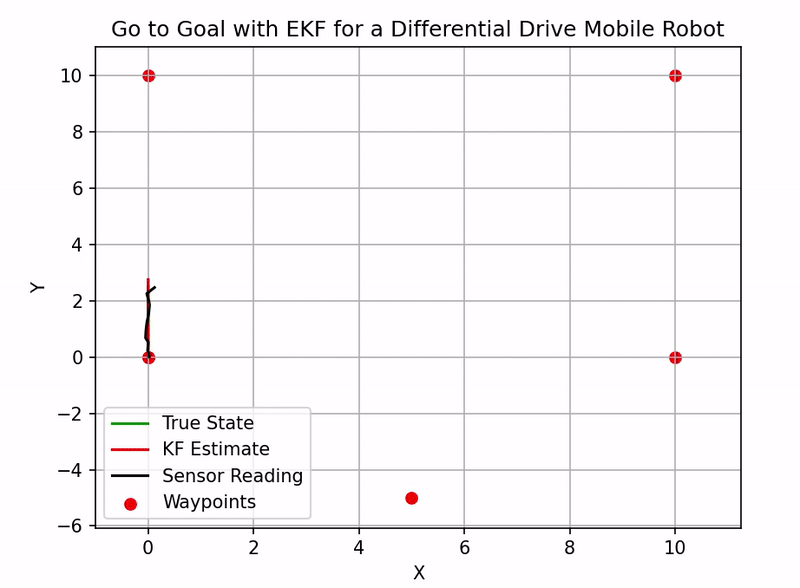 Go to Goal with EKF for a Differential Drive Mobile Robot
10
8
6
4
2
0
−2
−4
−6
Y
True State
KF Estimate
Sensor Reading
Waypoints
0 2 4 6 8 10
X